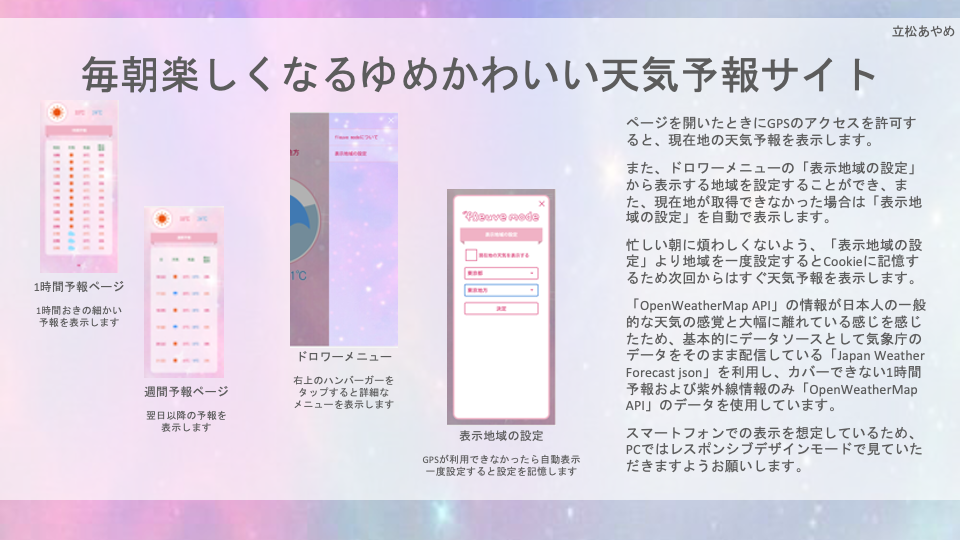 立松あやめ
毎朝楽しくなるゆめかわいい天気予報サイト
1時間予報ページ
1時間おきの細かい
予報を表示します
週間予報ページ
翌日以降の予報を
表示します
表示地域の設定
1℃
ドロワーメニュー
右上のハンバーガーを
タップすると詳細な
メニューを表示します
表示地域の設定
現在地の天気を表示する
東京都
東京地方
決定
表示地域の設定
GPSが利用できなかったら自動表示
一度設定すると設定を記憶します
ページを開いたときにGPSのアクセスを許可す
ると、現在地の天気予報を表示します。
また、ドロワーメニューの「表示地域の設定」
から表示する地域を設定することができ、ま
た、現在地が取得できなかった場合は「表示地
域の設定」を自動で表示します。
忙しい朝に煩わしくないよう、「表示地域の設
定」より地域を一度設定するとCookieに記憶す
るため次回からはすぐ天気予報を表示します。
「OpenWeatherMap API」の情報が日本人の一般
的な天気の感覚と大幅に離れている感じを感じ
たため、基本的にデータソースとして気象庁の
データをそのまま配信している「Japan Weather
Forecast json」を利用し、カバーできない1時間
予報および紫外線情報のみ「OpenWeatherMap
API」のデータを使用しています。
スマートフォンでの表示を想定しているため、
PCではレスポンシブデザインモードで見ていた
だきますようお願いします。